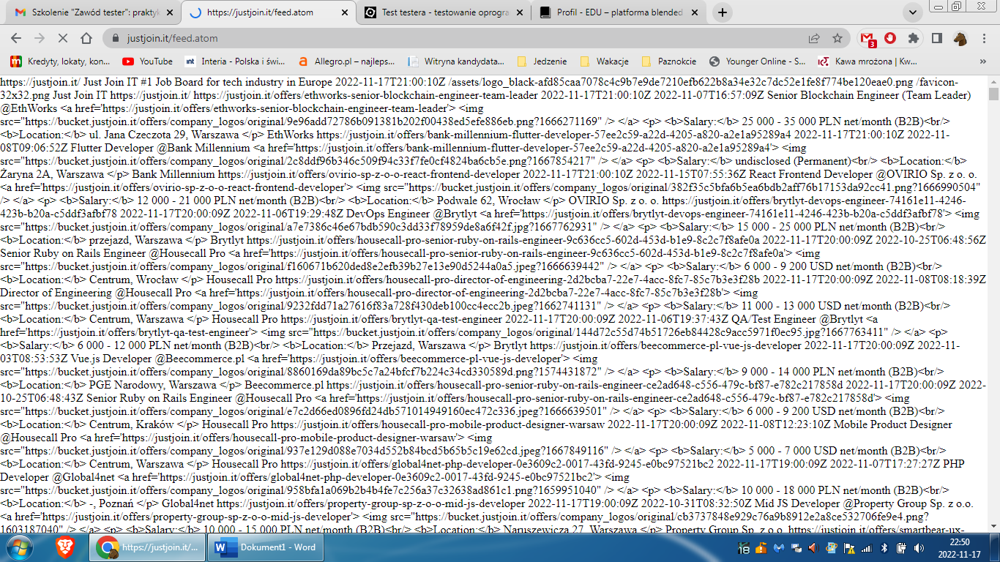 Szkolenie "Zawód tester": prakty
https://justjoin.it/feed.atom
Test testera - testowanie oprogra
Profil - EDU – platforma blended
justjoin.it/feed.atom
3
Kredyty, lokaty, kon...
YouTube
int
Interia - Polska i świ...
Allegro.pl – najleps...
Witryna kandydata...
Jedzenie
Wakacje
Paznokcie
Younger Online - S...
Kawa mrożona | Kw...
https://justjoin.it/ Just Join IT #1 Job Board for tech industry in Europe 2022-11-17T21:00:10Z /assets/logo_black-afd85caa7078c4c9b7e9de7210efb622b8a34e32c7dc52e1fe8f774be120eae0.png /favicon-
32x32.png Just Join IT https://justjoin.it/ https://justjoin.it/offers/ethworks-senior-blockchain-engineer-team-leader 2022-11-17T21:00:10Z 2022-11-07T16:57:09Z Senior Blockchain Engineer (Team Leader)
@EthWorks <a href='https://justjoin.it/offers/ethworks-senior-blockchain-engineer-team-leader'> <img
src="https://bucket.justjoin.it/offers/company_logos/original/9e96add72786b091381b202f00438ed5efe886eb.png?1666271169" /> </a> <p> <b>Salary:</b> 25 000 - 35 000 PLN net/month (B2B)<br/>
<b>Location:</b> ul. Jana Czeczota 29, Warszawa </p> EthWorks https://justjoin.it/offers/bank-millennium-flutter-developer-57ee2c59-a22d-4205-a820-a2e1a95289a4 2022-11-17T21:00:10Z 2022-11-
08T09:06:52Z Flutter Developer @Bank Millennium <a href='https://justjoin.it/offers/bank-millennium-flutter-developer-57ee2c59-a22d-4205-a820-a2e1a95289a4'> <img
src="https://bucket.justjoin.it/offers/company_logos/original/2c8ddf96b346c509f94c33f7fe0cf4824ba6cb5e.png?1667854217" /> </a> <p> <b>Salary:</b> undisclosed (Permanent)<br/> <b>Location:</b>
Żaryna 2A, Warszawa </p> Bank Millennium https://justjoin.it/offers/ovirio-sp-z-o-o-react-frontend-developer 2022-11-17T21:00:10Z 2022-11-15T07:55:36Z React Frontend Developer @OVIRIO Sp. z o. o.
<a href='https://justjoin.it/offers/ovirio-sp-z-o-o-react-frontend-developer'> <img src="https://bucket.justjoin.it/offers/company_logos/original/382f35c5bfa6b5ea6bdb2aff76b17153da92cc41.png?1666990504"
/> </a> <p> <b>Salary:</b> 12 000 - 21 000 PLN net/month (B2B)<br/> <b>Location:</b> Podwale 62, Wrocław </p> OVIRIO Sp. z o. o. https://justjoin.it/offers/brytlyt-devops-engineer-74161e11-4246-
423b-b20a-c5ddf3afbf78 2022-11-17T20:00:09Z 2022-11-06T19:29:48Z DevOps Engineer @Brytlyt <a href='https://justjoin.it/offers/brytlyt-devops-engineer-74161e11-4246-423b-b20a-c5ddf3afbf78'> <img
src="https://bucket.justjoin.it/offers/company_logos/original/a7e7386c46e67bdb590c3dd33f78959de8a6f42f.jpg?1667762931" /> </a> <p> <b>Salary:</b> 15 000 - 25 000 PLN net/month (B2B)<br/>
<b>Location:</b> przejazd, Warszawa </p> Brytlyt https://justjoin.it/offers/housecall-pro-senior-ruby-on-rails-engineer-9c636cc5-602d-453d-b1e9-8c2c7f8afe0a 2022-11-17T20:00:09Z 2022-10-25T06:48:56Z
Senior Ruby on Rails Engineer @Housecall Pro <a href='https://justjoin.it/offers/housecall-pro-senior-ruby-on-rails-engineer-9c636cc5-602d-453d-b1e9-8c2c7f8afe0a'> <img
src="https://bucket.justjoin.it/offers/company_logos/original/f160671b620ded8e2efb39b27e13e90d5244a0a5.jpeg?1666639442" /> </a> <p> <b>Salary:</b> 6 000 - 9 200 USD net/month (B2B)<br/>
<b>Location:</b> Centrum, Wrocław </p> Housecall Pro https://justjoin.it/offers/housecall-pro-director-of-engineering-2d2bcba7-22e7-4acc-8fc7-85c7b3e3f28b 2022-11-17T20:00:09Z 2022-11-08T08:18:39Z
Director of Engineering @Housecall Pro <a href='https://justjoin.it/offers/housecall-pro-director-of-engineering-2d2bcba7-22e7-4acc-8fc7-85c7b3e3f28b'> <img
src="https://bucket.justjoin.it/offers/company_logos/original/9232fdd71a27616f83a728f430deb100cc4ecc2b.jpeg?1662741131" /> </a> <p> <b>Salary:</b> 11 000 - 13 000 USD net/month (B2B)<br/>
<b>Location:</b> Centrum, Warszawa </p> Housecall Pro https://justjoin.it/offers/brytlyt-qa-test-engineer 2022-11-17T20:00:09Z 2022-11-06T19:37:43Z QA/Test Engineer @Brytlyt <a
href='https://justjoin.it/offers/brytlyt-qa-test-engineer'> <img src="https://bucket.justjoin.it/offers/company_logos/original/144d72c55d74b51726eb84428c9acc5971f0ec95.jpg?1667763411" /> </a> <p>
<b>Salary:</b> 6 000 - 12 000 PLN net/month (B2B)<br/> <b>Location:</b> Przejazd, Warszawa </p> Brytlyt https://justjoin.it/offers/beecommerce-pl-vue-js-developer 2022-11-17T20:00:09Z 2022-11-
03T08:53:53Z Vue.js Developer @Beecommerce.pl <a href='https://justjoin.it/offers/beecommerce-pl-vue-js-developer'> <img
src="https://bucket.justjoin.it/offers/company_logos/original/8860169da89bc5c7a24bfcf7b224c34cd330589d.png?1574431872" /> </a> <p> <b>Salary:</b> 9 000 - 14 000 PLN net/month (B2B)<br/>
<b>Location:</b> PGE Narodowy, Warszawa </p> Beecommerce.pl https://justjoin.it/offers/housecall-pro-senior-ruby-on-rails-engineer-ce2ad648-c556-479c-bf87-e782c217858d 2022-11-17T20:00:09Z 2022-
10-25T06:48:43Z Senior Ruby on Rails Engineer @Housecall Pro <a href='https://justjoin.it/offers/housecall-pro-senior-ruby-on-rails-engineer-ce2ad648-c556-479c-bf87-e782c217858d'> <img
src="https://bucket.justjoin.it/offers/company_logos/original/e7c2d66ed0896fd24db571014949160ec472c336.jpeg?1666639501" /> </a> <p> <b>Salary:</b> 6 000 - 9 200 USD net/month (B2B)<br/>
<b>Location:</b> Centrum, Kraków </p> Housecall Pro https://justjoin.it/offers/housecall-pro-mobile-product-designer-warsaw 2022-11-17T20:00:09Z 2022-11-08T12:23:10Z Mobile Product Designer
@Housecall Pro <a href='https://justjoin.it/offers/housecall-pro-mobile-product-designer-warsaw'> <img
src="https://bucket.justjoin.it/offers/company_logos/original/937e129d088e7034d552b84bcd5b65b5c19e62cd.jpeg?1667849116" /> </a> <p> <b>Salary:</b> 5 000 - 7 000 USD net/month (B2B)<br/>
<b>Location:</b> Centrum, Warszawa </p> Housecall Pro https://justjoin.it/offers/global4net-php-developer-0e3609c2-0017-43fd-9245-e0bc97521bc2 2022-11-17T19:00:09Z 2022-11-07T17:27:27Z PHP
Developer @Global4net <a href='https://justjoin.it/offers/global4net-php-developer-0e3609c2-0017-43fd-9245-e0bc97521bc2'> <img
src="https://bucket.justjoin.it/offers/company_logos/original/958bfa1a069b2b4b4fe7c256a37c32638ad861c1.png?1659951040" /> </a> <p> <b>Salary:</b> 10 000 - 18 000 PLN net/month (B2B)<br/>
<b>Location:</b> -, Poznań </p> Global4net https://justjoin.it/offers/property-group-sp-z-o-o-mid-js-developer 2022-11-17T19:00:09Z 2022-10-31T08:32:50Z Mid JS Developer @Property Group Sp. z o.o.
<a href='https://justjoin.it/offers/property-group-sp-z-o-o-mid-js-developer'> <img src="https://bucket.justjoin.it/offers/company_logos/original/cb3737848e929c76a9b8912e2a8ce532706fe9e4.png?
1603187040" /> </a> <p> <b>Salary:</b> 10 000 - 15 000 PLN net/month (B2B)<br/> <b>Location:</b> Naruszewicza 27, Warszawa </p> Property Group Sp. z o.o. https://justjoin.it/offers/smartbear-ux-
https://justjoin.it/...
Dokument1 - Word
18
22:50
2022-11-17